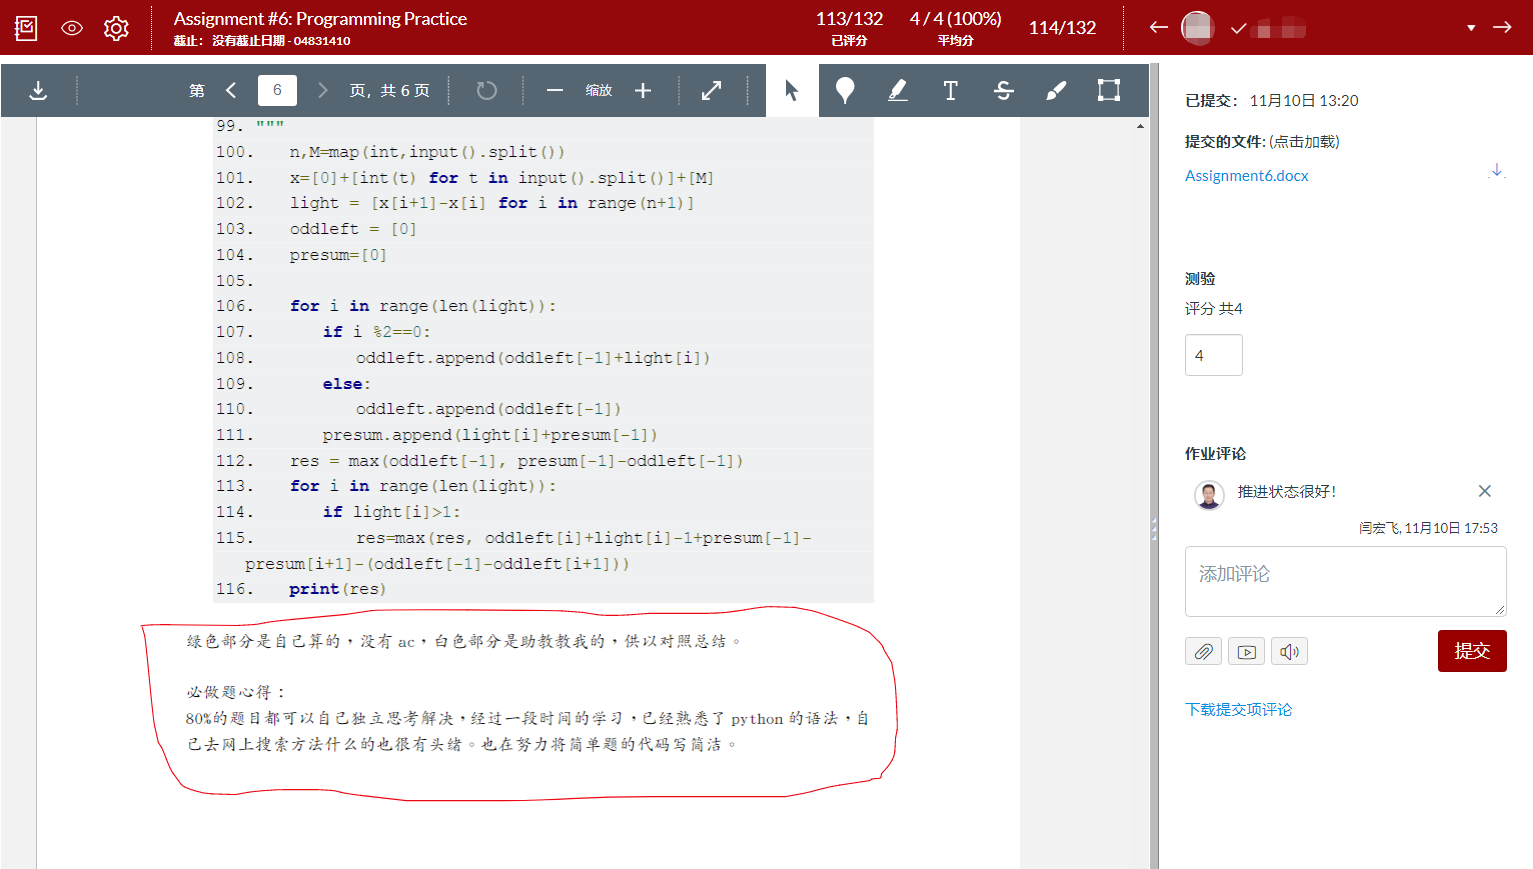 Assignment #6: Programming Practice
截止: 没有截止日期 - 04831410
113/132
已评分
4 / 4 (100%)
平均分
114/132
第
6
页，共 6 页
缩放
T
S
99. """
100. n,M=map(int,input().split())
101. x=[0]+[int(t) for t in input().split()]+[M]
102. light = [x[i+1]-x[i] for i in range(n+1)]
103. oddleft = [0]
104. presum=[0]
105.
106. for i in range(len(light)):
107. if i %2==0:
108. oddleft.append(oddleft[-1]+light[i])
109. else:
110. oddleft.append(oddleft[-1])
111. presum.append(light[i]+presum[-1])
112. res = max(oddleft[-1], presum[-1]-oddleft[-1])
113. for i in range(len(light)):
114. if light[i]>1:
115. res=max(res, oddleft[i]+light[i]-1+presum[-1]-
presum[i+1]-(oddleft[-1]-oddleft[i+1]))
116. print(res)
绿色部分是自己算的，没有 ac，白色部分是助教教我的，供以对照总结。
必做题心得：
80%的题目都可以自己独立思考解决，经过一段时间的学习，已经熟悉了 python 的语法，自
己去网上搜索方法什么的也很有头绪。也在努力将简单题的代码写简洁。
已提交： 11月10日 13:20
提交的文件: (点击加载)
Assignment6.docx
测验
评分 共4
4
作业评论
推进状态很好！
闫宏飞, 11月10日 17:53
添加评论
提交
下载提交项评论